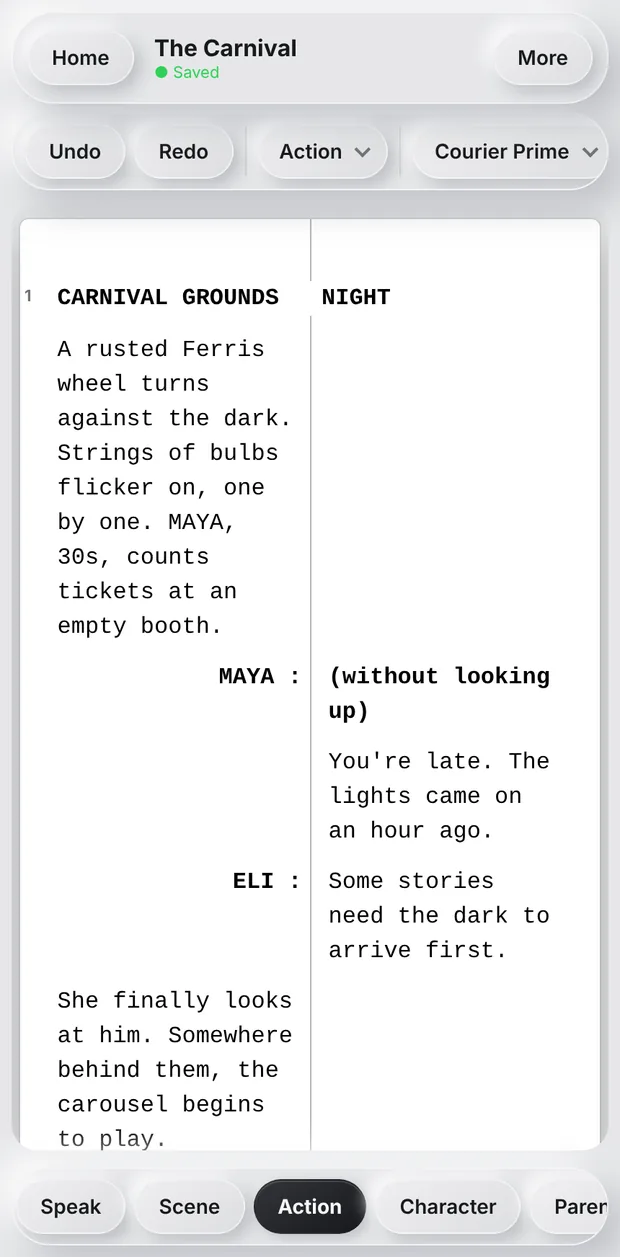 Home
The Carnival
Saved
More
Undo
Redo
Action
Courier Prime
1 CARNIVAL GROUNDS NIGHT
A rusted Ferris
wheel turns
against the dark.
Strings of bulbs
flicker on, one
by one. MAYA,
30s, counts
tickets at an
empty booth.
MAYA : (without looking
up)
You're late. The
lights came on
an hour ago.
ELI : Some stories
need the dark to
arrive first.
She finally looks
at him. Somewhere
behind them, the
carousel begins
to play.
Speak
Scene
Action
Character
Paren